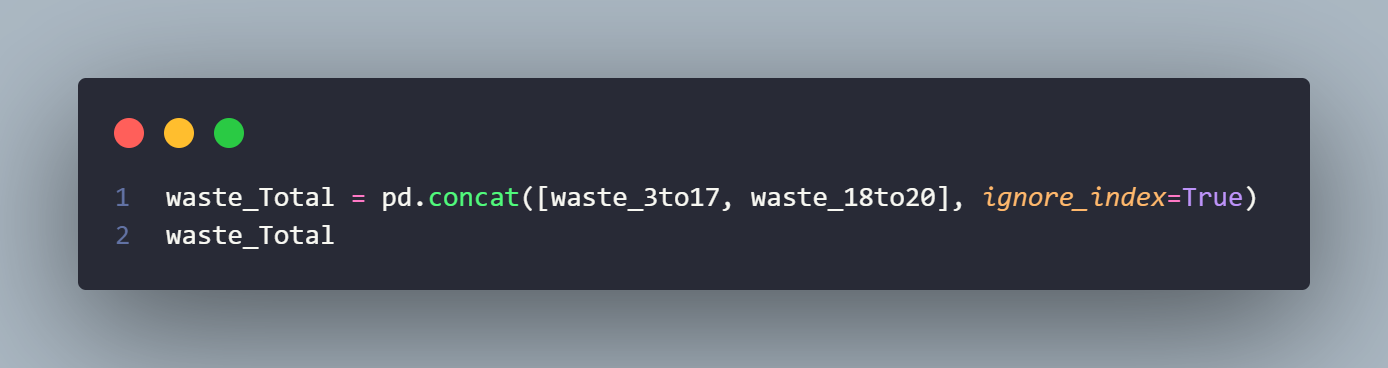 1 waste_Total = pd.concat([waste_3to17, waste_18to20], ignore_index=True)
2 waste_Total